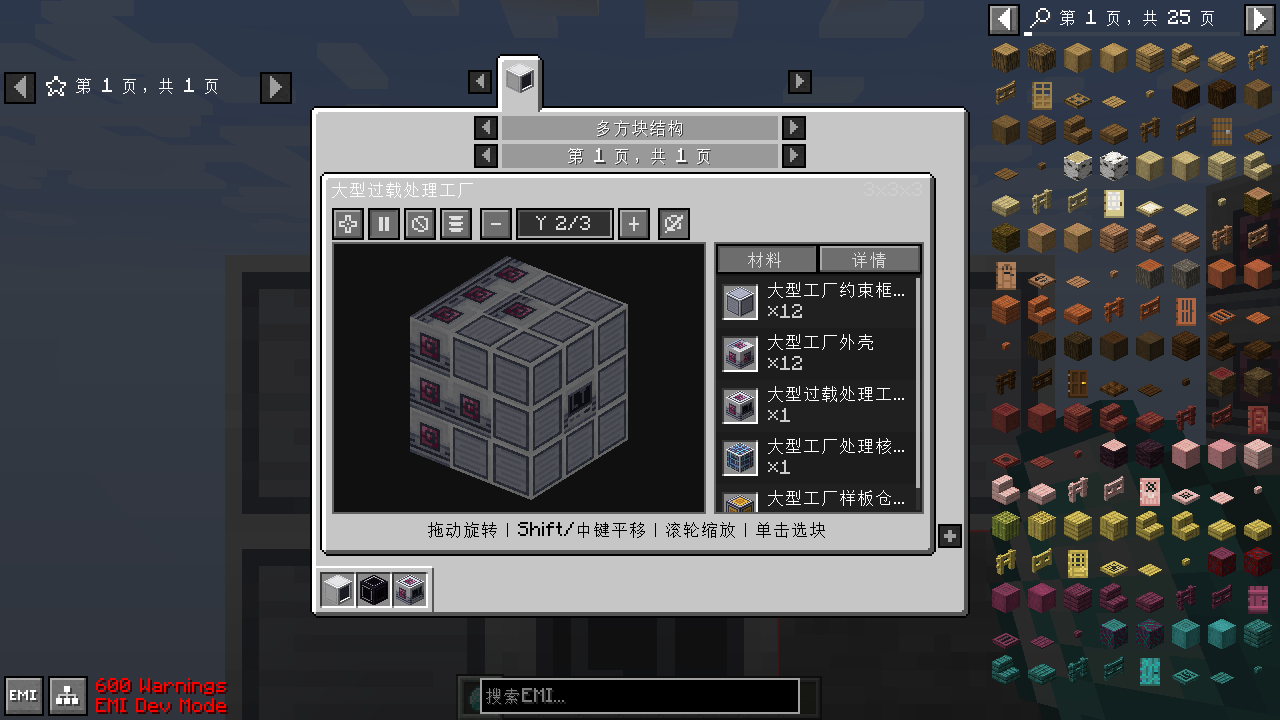 第 1 页，共 25 页
第 1 页，共 1 页
多方块结构
第 1 页，共 1 页
大型过载处理工厂
3×3×3
Y 2/3
材料
详情
大型工厂约束框...
×12
大型工厂外壳
×12
大型过载处理工...
×1
大型工厂处理核...
×1
大型工厂样板仓...
拖动旋转 | Shift/中键平移 | 滚轮缩放 | 单击选块
EMI
600 Warnings
EMI Dev Mode
搜索EMI...